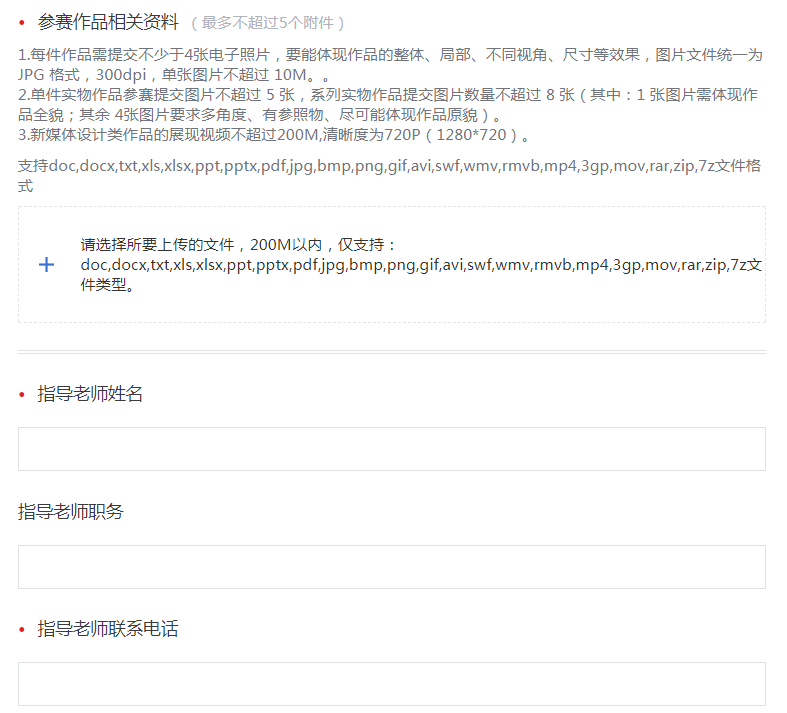 • 参赛作品相关资料 （最多不超过5个附件）
1.每件作品需提交不少于4张电子照片，要能体现作品的整体、局部、不同视角、尺寸等效果，图片文件统一为
JPG 格式，300dpi，单张图片不超过 10M。。
2.单件实物作品参赛提交图片不超过 5 张，系列实物作品提交图片数量不超过 8 张（其中：1 张图片需体现作
品全貌；其余 4张图片要求多角度、有参照物、尽可能体现作品原貌）。
3.新媒体设计类作品的展现视频不超过200M,清晰度为720P（1280*720）。
支持doc,docx,txt,xls,xlsx,ppt,pptx,pdf,jpg,bmp,png,gif,avi,swf,wmv,rmvb,mp4,3gp,mov,rar,zip,7z文件格
式
+
请选择所要上传的文件，200M以内，仅支持：
doc,docx,txt,xls,xlsx,ppt,pptx,pdf,jpg,bmp,png,gif,avi,swf,wmv,rmvb,mp4,3gp,mov,rar,zip,7z文
件类型。
• 指导老师姓名
指导老师职务
• 指导老师联系电话